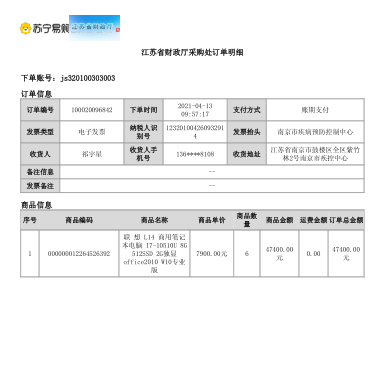 苏宁易购
江苏省财政厅采购处订单明细
下单账号: js320100303003
订单信息
订单编号 100020096842 下单时间 2021-04-13 09:57:17 支付方式 账期支付
发票类型 电子发票 纳税人识别号 123201004260932914 发票抬头 南京市疾病预防控制中心
收货人 祁宇星 收货人手机号 136****8108 收货地址 江苏省南京市鼓楼区全区紫竹林2号南京市疾控中心
备注信息 —
发票备注 —
商品信息
序号 商品编码 商品名称 商品单价 商品数量 商品金额 运费金额 订单总金额
1 000000012264526392 联 想 L14 商用笔记本电脑 I7-10510U 8G 512SSD 2G独显 office2010 W10专业版 7900.00元 6 47400.00元 0.00 47400.00元